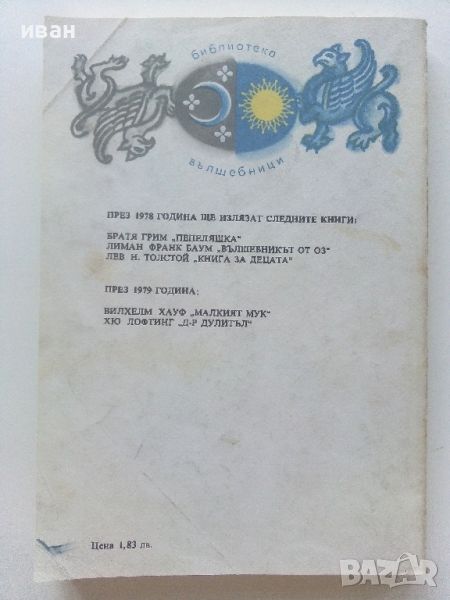 иван
библиотека
вълшебници
ПРЕЗ 1978 ГОДИНА ЩЕ ИЗЛЯЗАТ СЛЕДНИТЕ КНИГИ:
БРАТЯ ГРИМ „ПЕПЕЛЯШКА“
ЛИМАН ФРАНК БАУМ „ВЪЛШЕБНИКЪТ ОТ ОЗ“
ЛЕВ Н. ТОЛСТОЙ „КНИГА ЗА ДЕЦАТА“
ПРЕЗ 1979 ГОДИНА:
ВИЛХЕЛМ ХАУФ „МАЛКИЯТ МУК“
ХЮ ЛОФТИНГ „Д-Р ДУЛИТЪЛ“
Цена 1,83 лв.
BAZAR